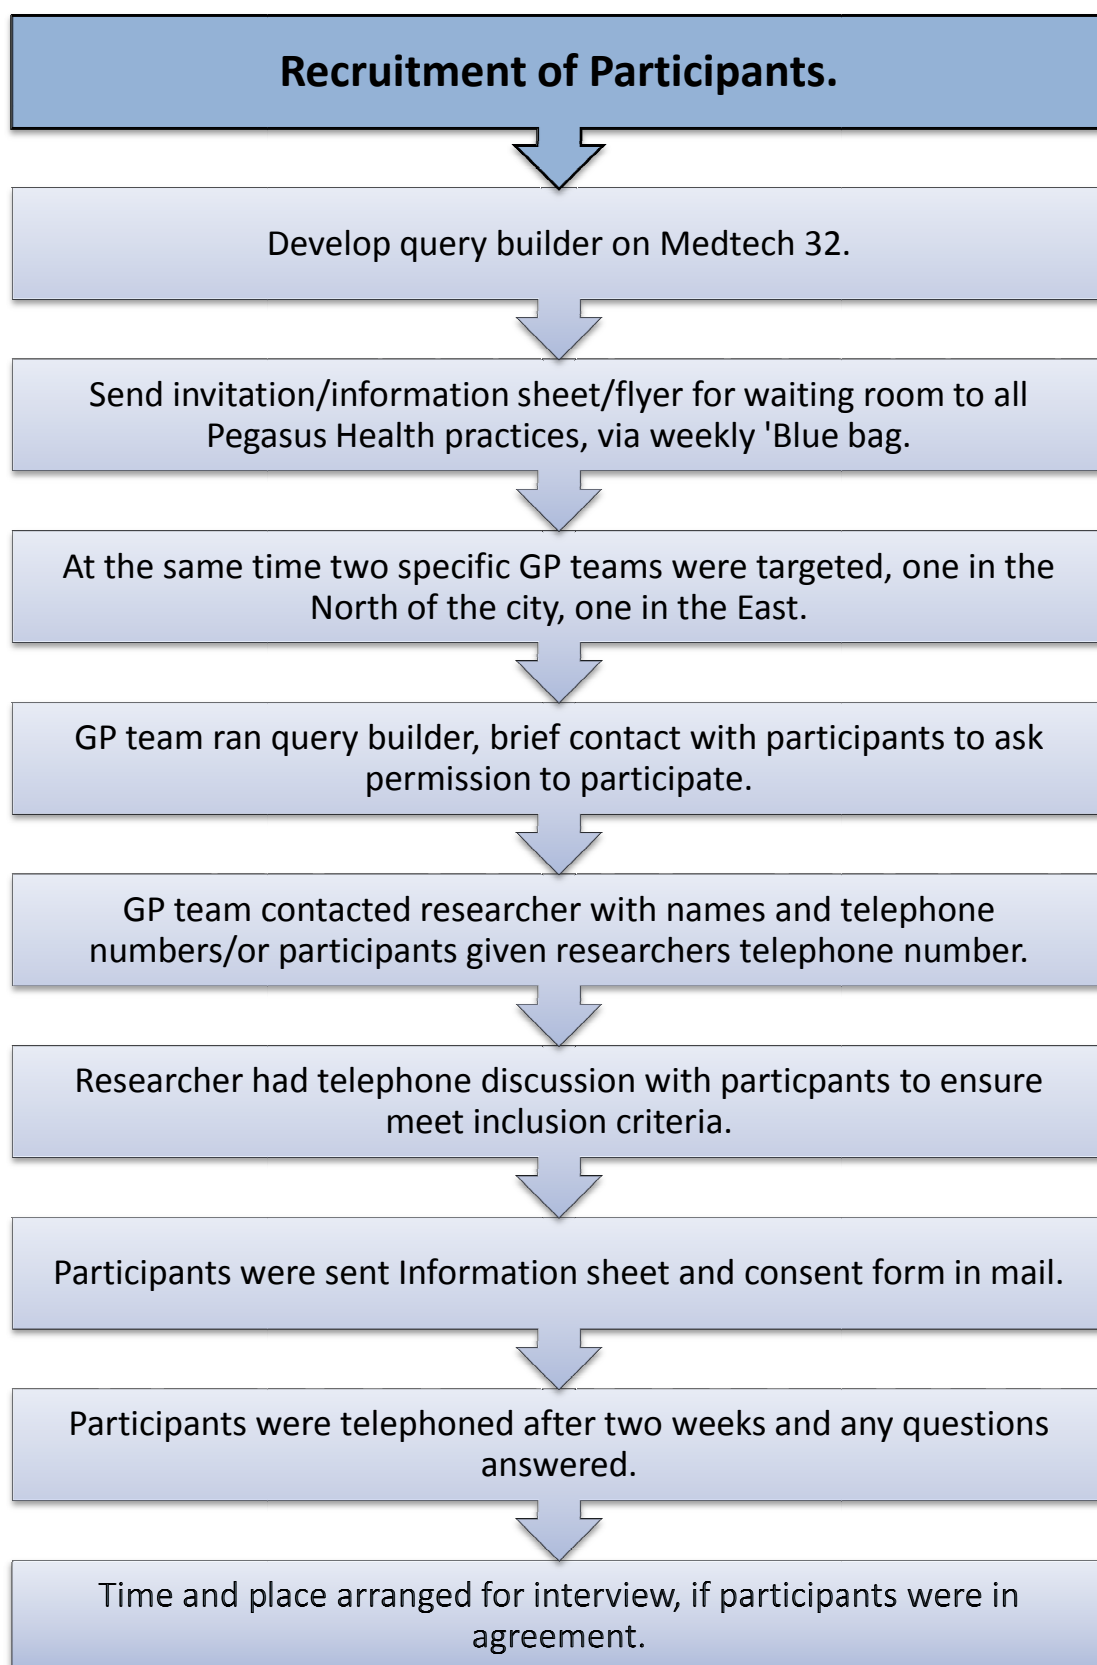 Recruitment of Participants.
Develop query builder on Medtech 32.
Send invitation/information sheet/flyer for waiting room to all
Pegasus Health practices, via weekly 'Blue bag.
At the same time two specific GP teams were targeted, one in the
North of the city, one in the East.
GP team ran query builder, brief contact with participants to ask
permission to participate.
GP team contacted researcher with names and telephone
numbers/or participants given researchers telephone number.
Researcher had telephone discussion with particpants to ensure
meet inclusion criteria.
Participants were sent Information sheet and consent form in mail.
Participants were telephoned after two weeks and any questions
answered.
Time and place arranged for interview, if participants were in
agreement.